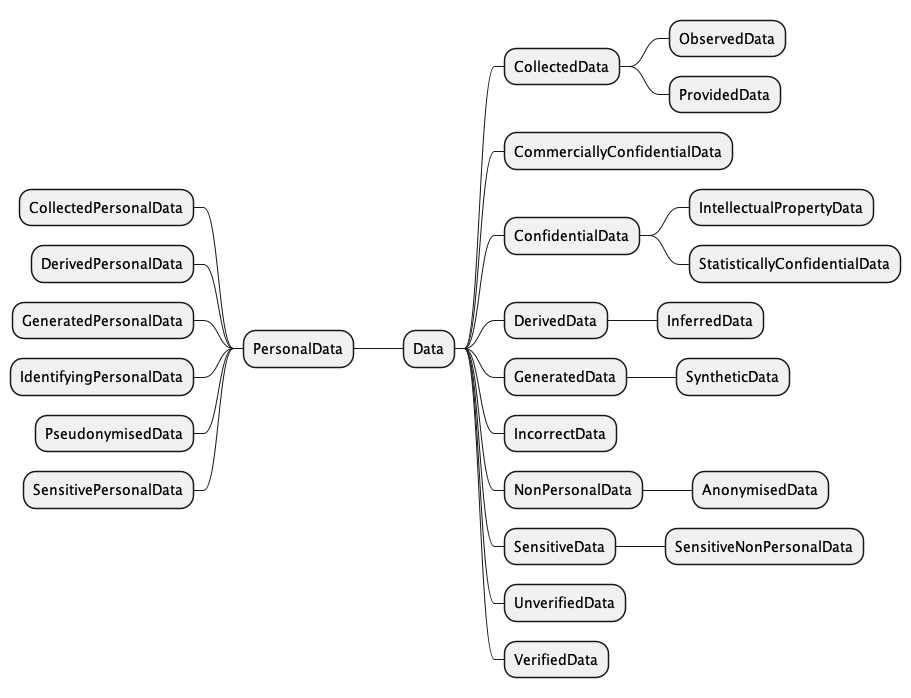 CollectedPersonalData
DerivedPersonalData
GeneratedPersonalData
IdentifyingPersonalData
PseudonymisedData
SensitivePersonalData
PersonalData
Data
CollectedData
ObservedData
ProvidedData
CommerciallyConfidentialData
ConfidentialData
IntellectualPropertyData
StatisticallyConfidentialData
DerivedData
InferredData
GeneratedData
SyntheticData
IncorrectData
NonPersonalData
AnonymisedData
SensitiveData
SensitiveNonPersonalData
UnverifiedData
VerifiedData